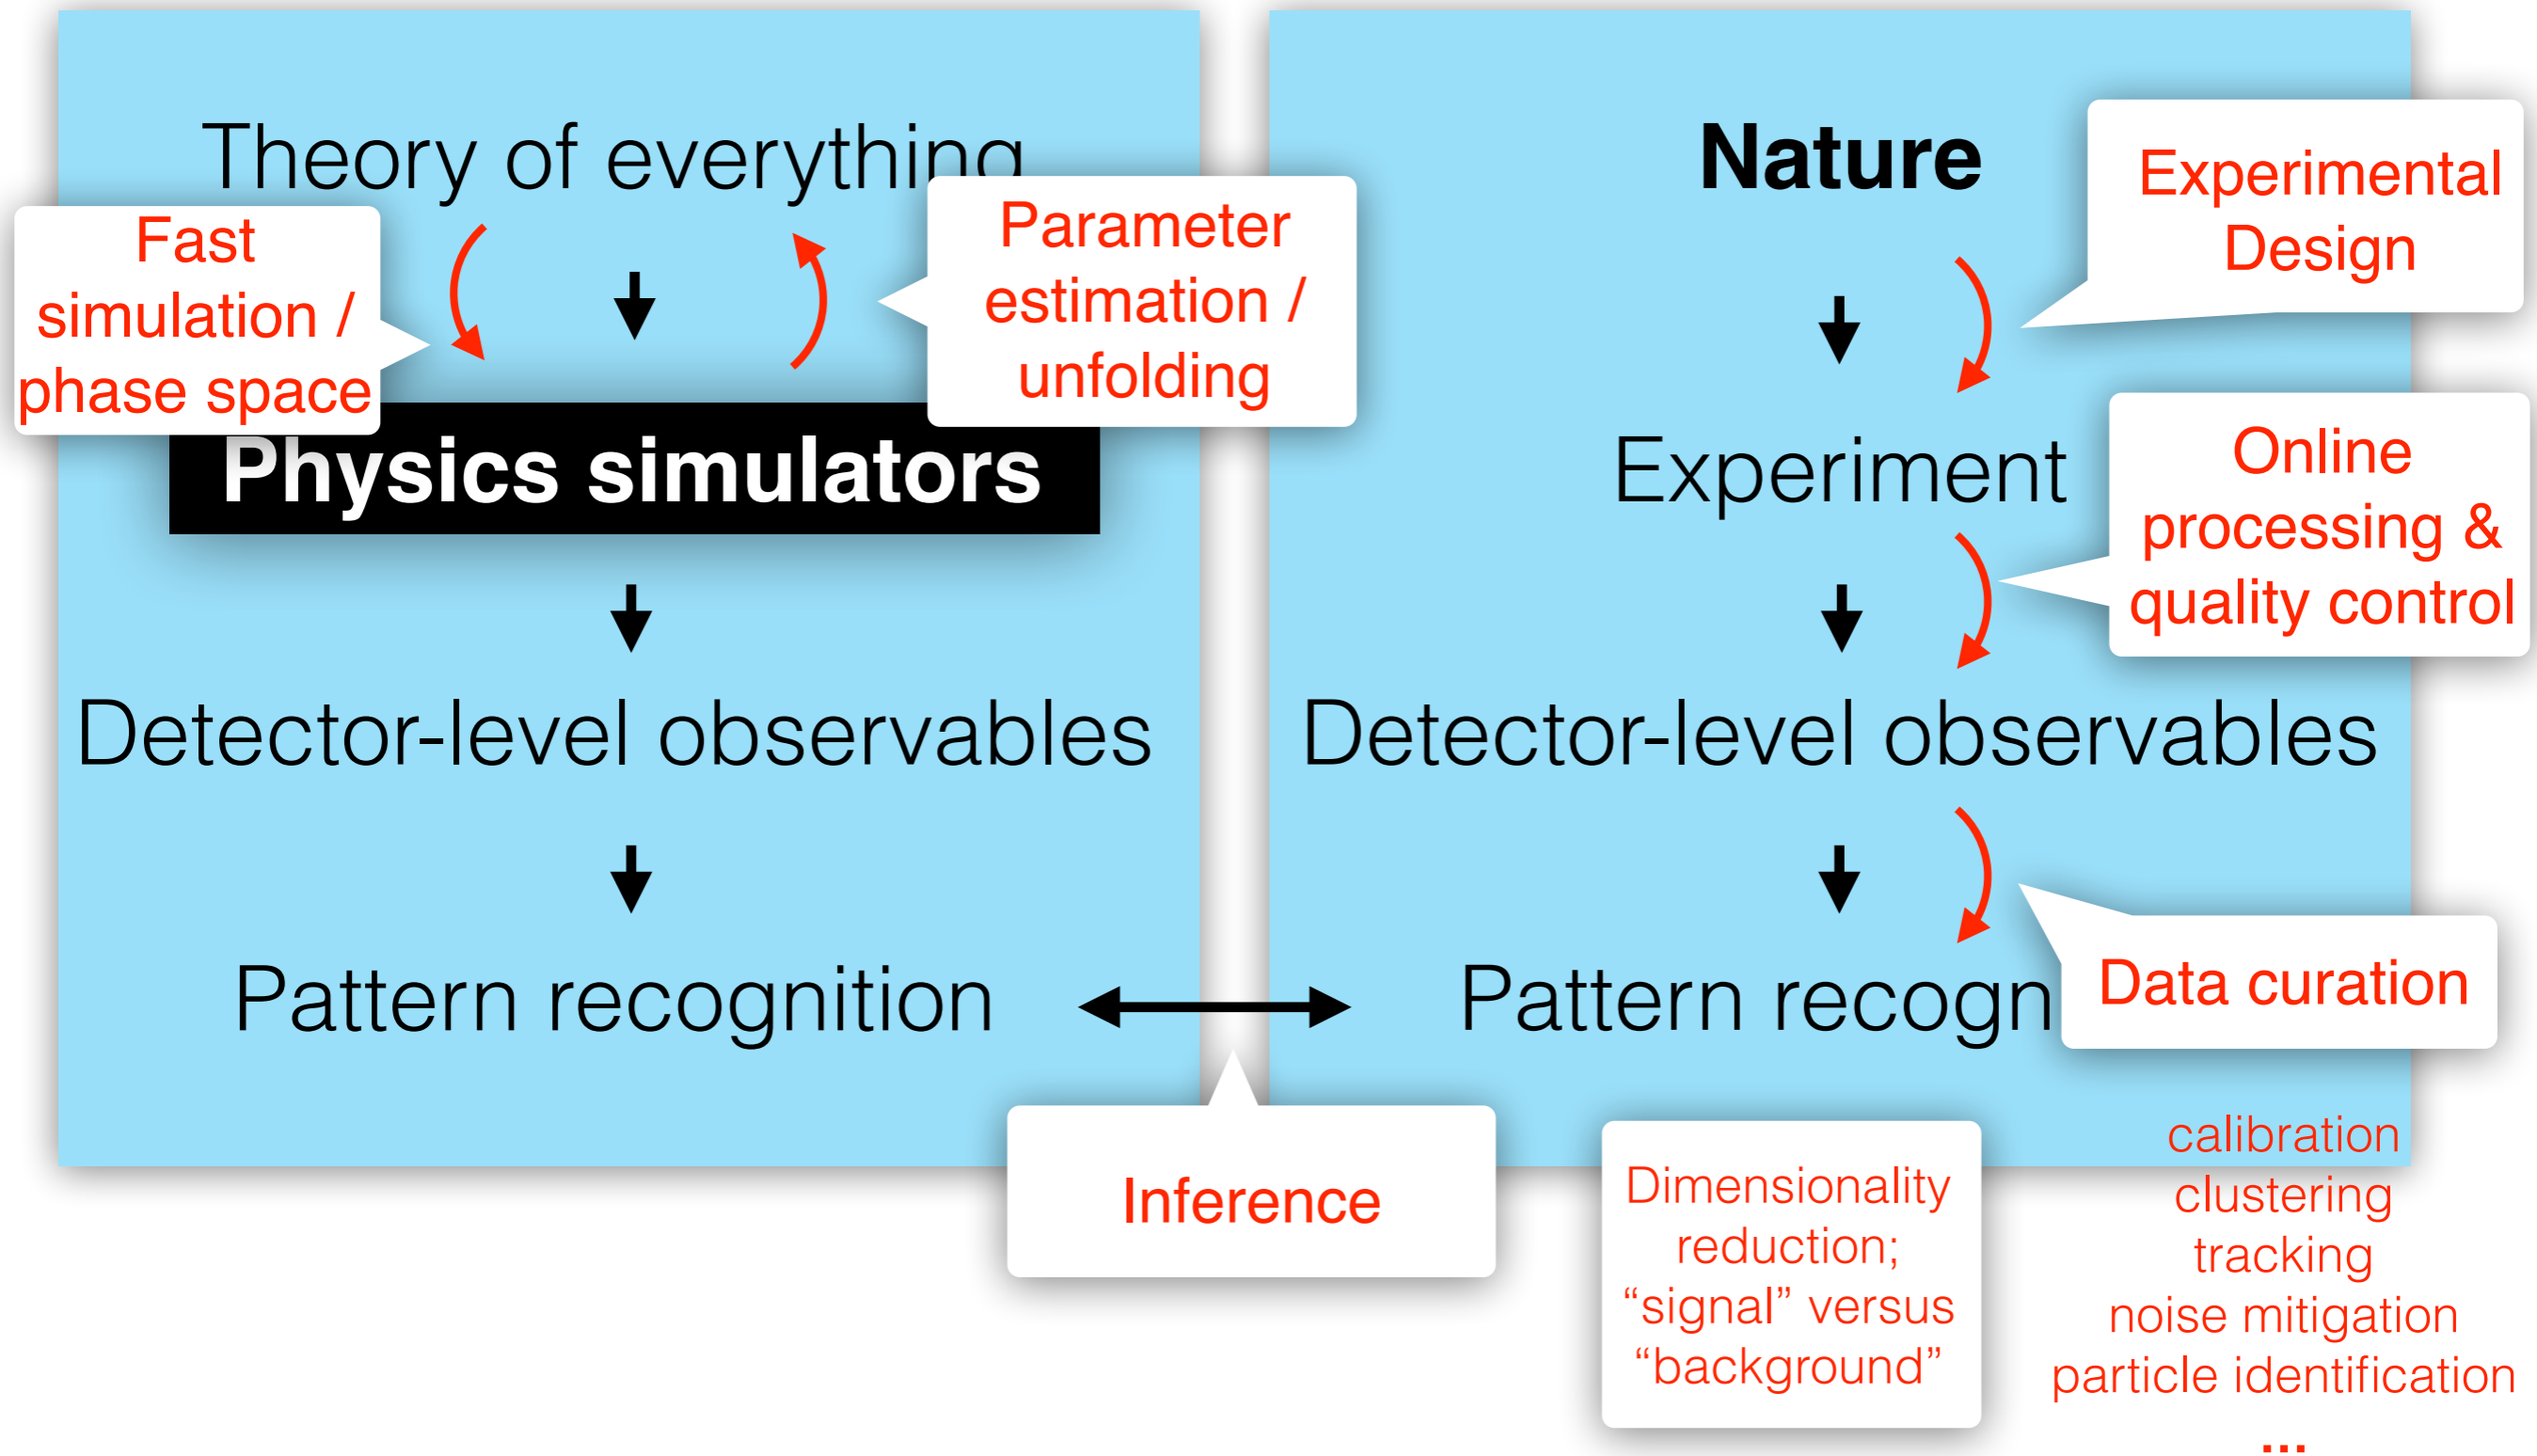 Theory of everything
Fast
simulation /
phase space
Parameter
estimation /
unfolding
Physics simulators
Detector-level observables
Pattern recognition
Nature
Experimental
Design
Experiment
Online
processing &
quality control
Detector-level observables
Pattern recogn
Data curation
Inference
Dimensionality
reduction;
“signal” versus
“background”
calibration
clustering
tracking
noise mitigation
particle identification
...